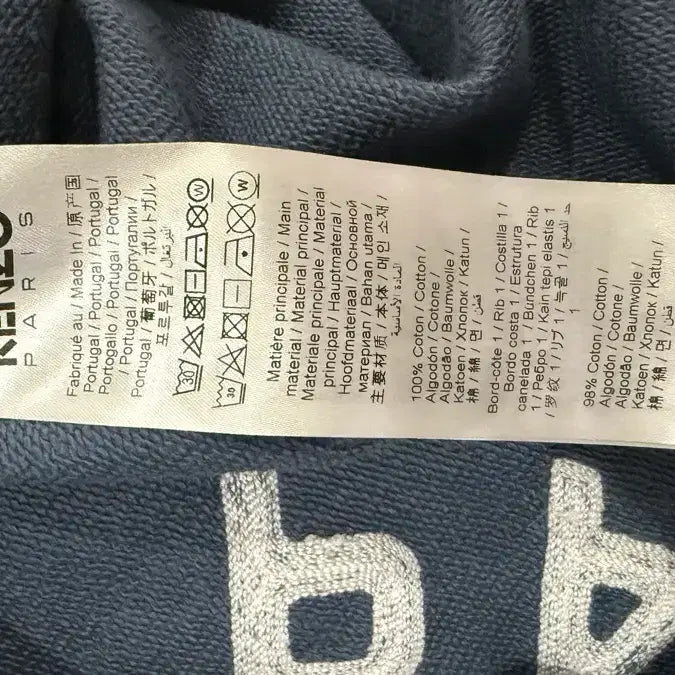 KENZO
PARIS
Fabriqué au / Made In / 原产国
Portugal / Portugal / Portugal /
Portogallo / Portugal / Portugal
/ Portugal / Португалии /
Portugal / 葡萄牙 / ポルトガル /
포르투갈 / البرتغال
30 W
30 W
Matière principale / Main
material / Material principal /
Materiale principale / Material
principal / Hauptmaterial /
Hoofdmateriaal / Основной
материал / Bahan utama /
主要材质 / 本体 / 메인 소재 /
المادة الأساسية
100% Coton / Cotton /
Algodón / Cotone /
Algodão / Baumwolle /
Katoen / Хлопок / Katun /
棉 / 綿 / 면 / قطن
Bord-côte 1 / Rib 1 / Costilla 1 /
Bordo costa 1 / Estrutura
canelada 1 / Bündchen 1 / Rib
1 / Ребро 1 / Kain tepi elastis 1
/ 罗纹 1 / リブ 1 / 늑골 1 /
1
98% Coton / Cotton /
Algodón / Cotone /
Algodão / Baumwolle /
Katoen / Хлопок / Katun /
棉 / 綿 / 면 / قطن